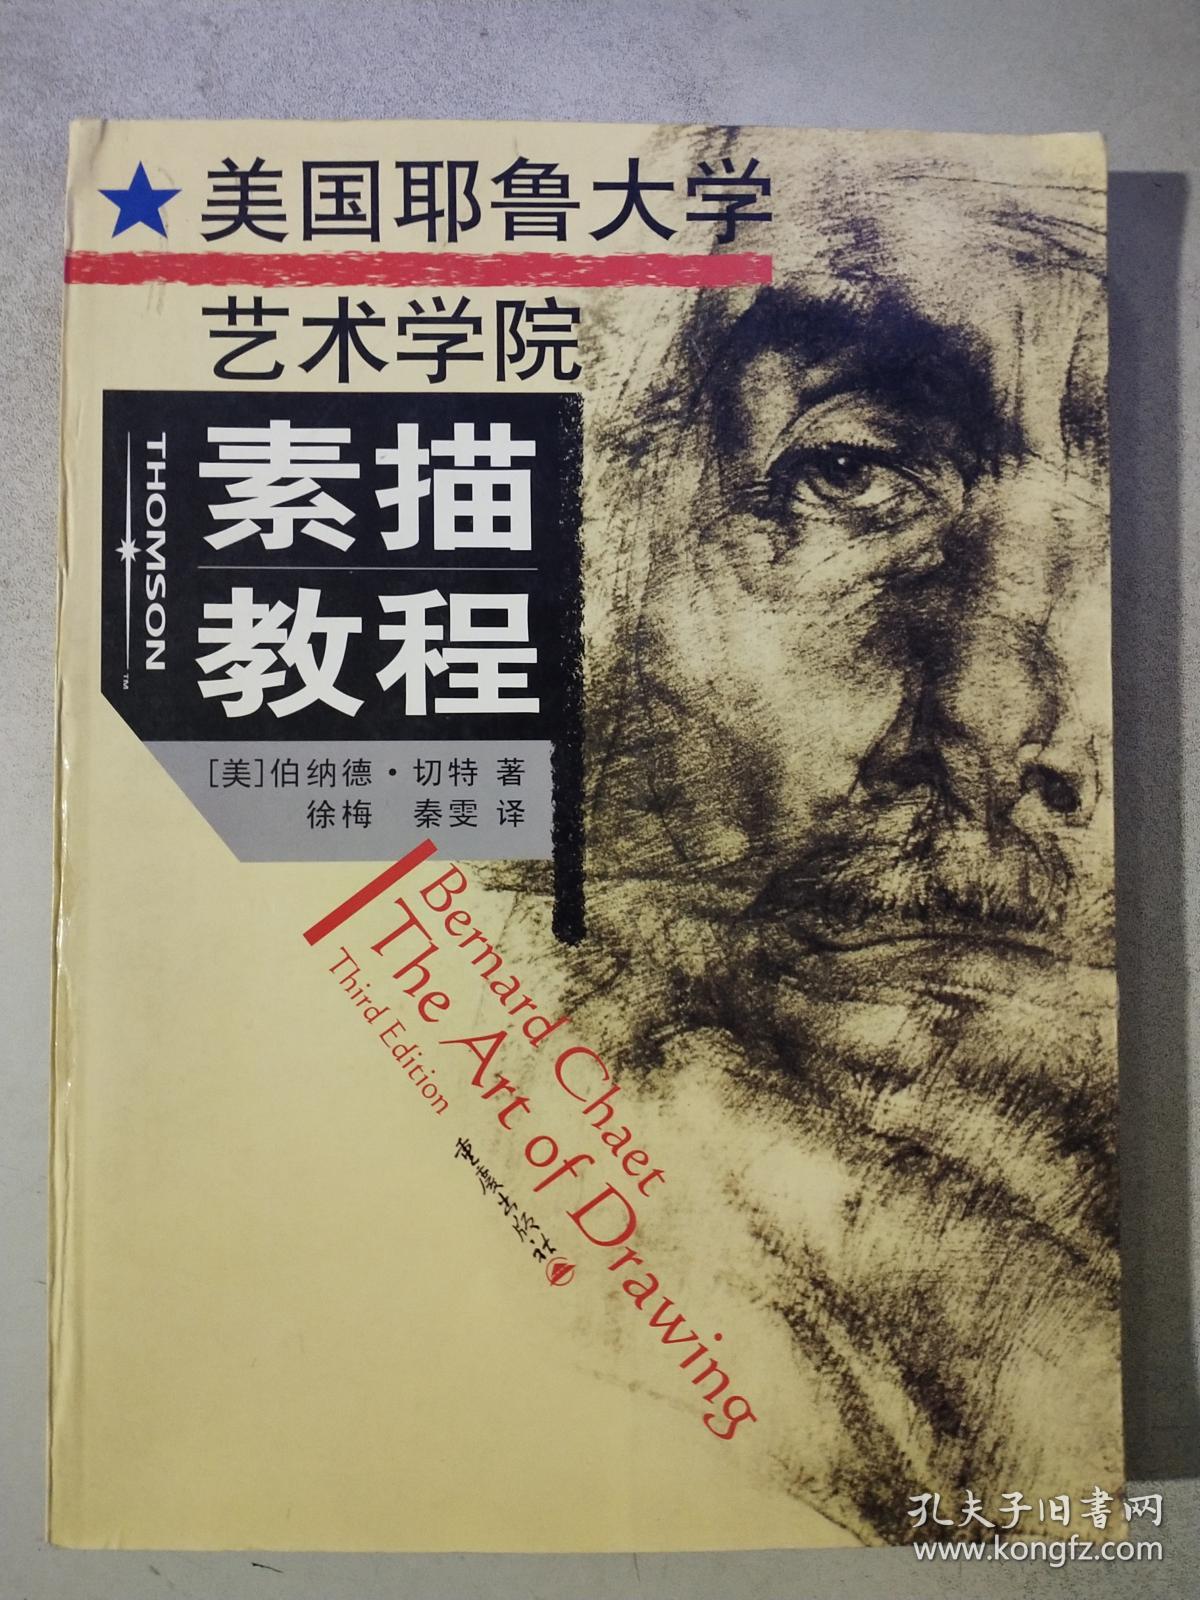 美国耶鲁大学
艺术学院
素描
教程
THOMSON
TM
[美]伯纳德·切特 著
徐梅 秦雯 译
Bernard Chaet
The Art of Drawing
Third Edition
重庆出版社
孔夫子旧书网
www.kongfz.com